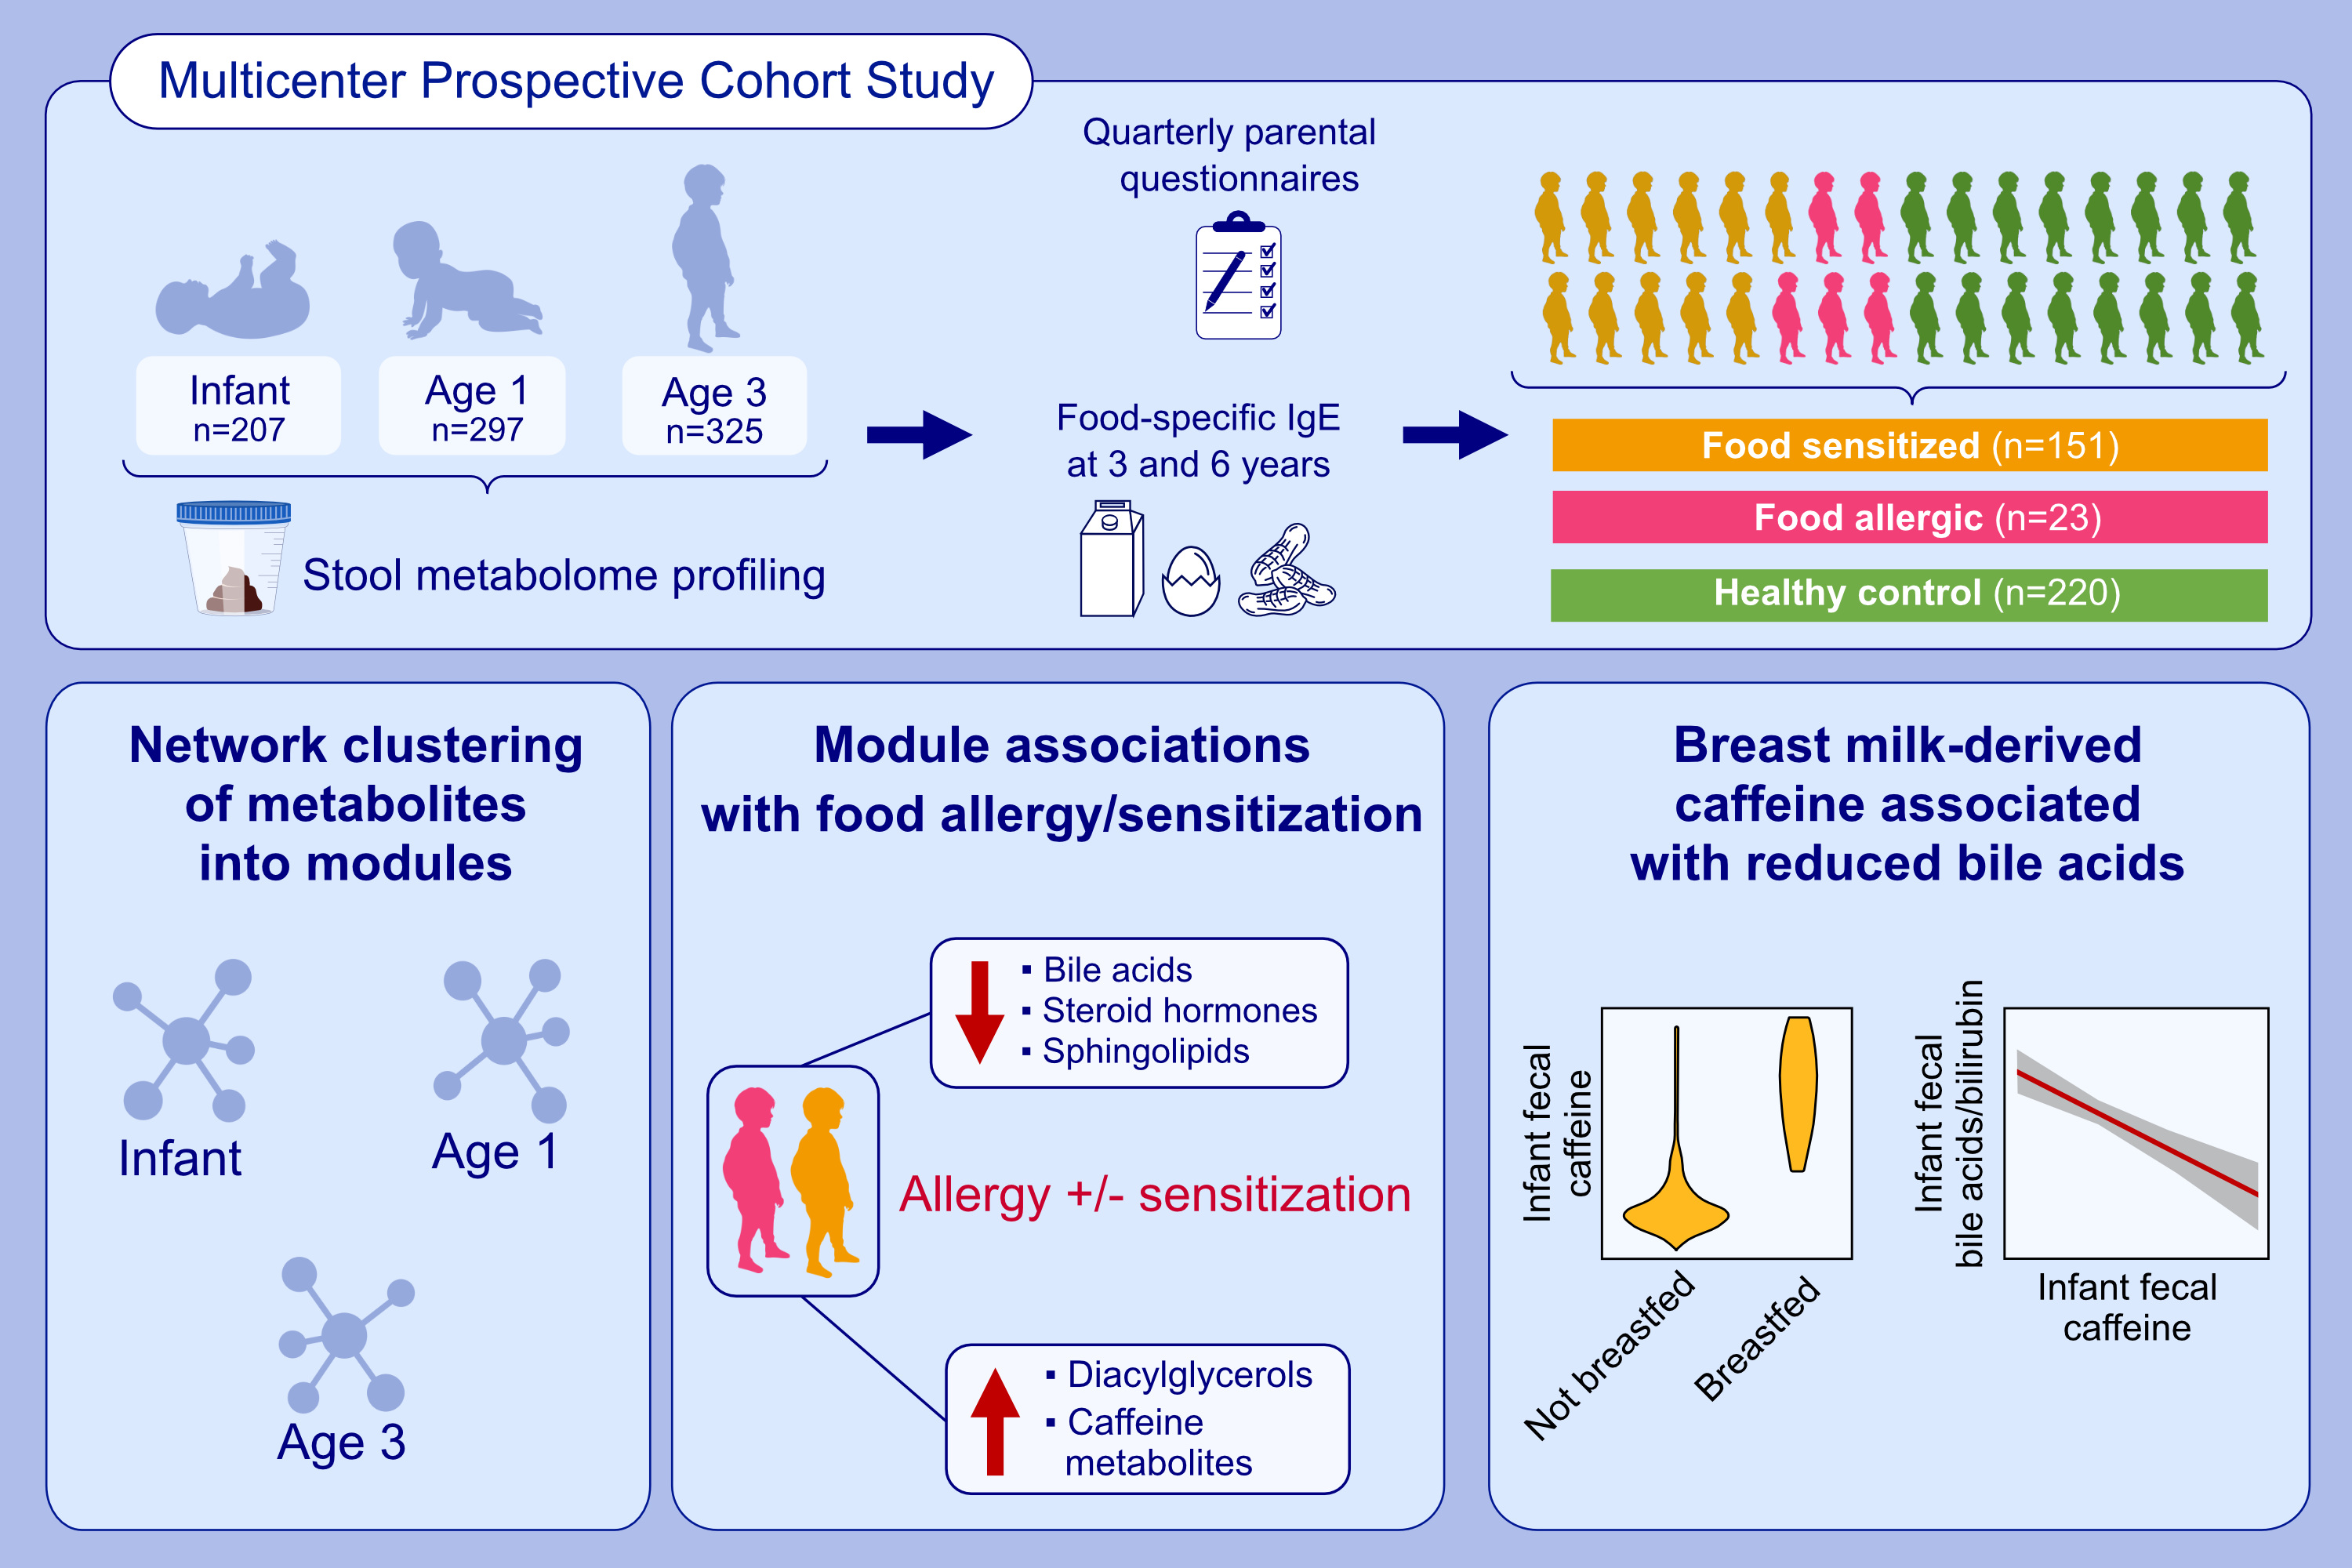 Multicenter Prospective Cohort Study
Infant
n=207
Age 1
n=297
Age 3
n=325
Stool metabolome profiling
Quarterly parental
questionnaires
Food-specific IgE
at 3 and 6 years
Food sensitized (n=151)
Food allergic (n=23)
Healthy control (n=220)
Network clustering
of metabolites
into modules
Infant
Age 1
Age 3
Module associations
with food allergy/sensitization
▪ Bile acids
▪ Steroid hormones
▪ Sphingolipids
Allergy +/- sensitization
▪ Diacylglycerols
▪ Caffeine
metabolites
Breast milk-derived
caffeine associated
with reduced bile acids
Infant fecal
caffeine
Not breastfed
Breastfed
Infant fecal
bile acids/bilirubin
Infant fecal
caffeine